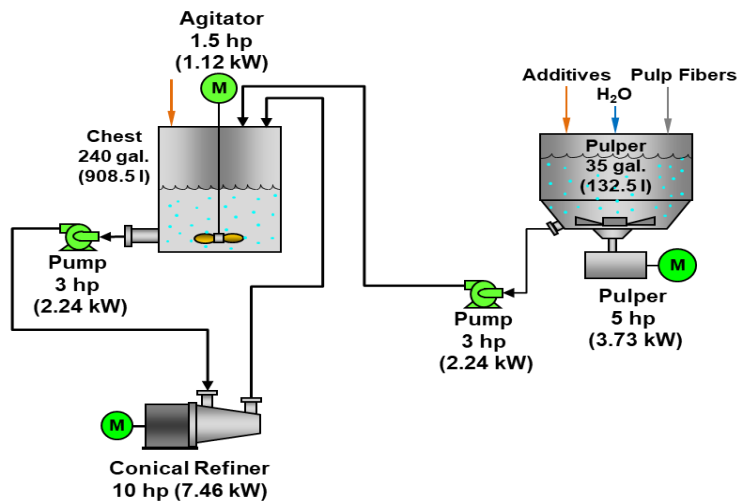 Agitator
1.5 hp
(1.12 kW)
M
Chest
240 gal.
(908.5 l)
Pump
3 hp
(2.24 kW)
M
Conical Refiner
10 hp (7.46 kW)
Additives
H₂O
Pulp Fibers
Pulper
35 gal.
(132.5 l)
M
Pulper
5 hp
(3.73 kW)
Pump
3 hp
(2.24 kW)